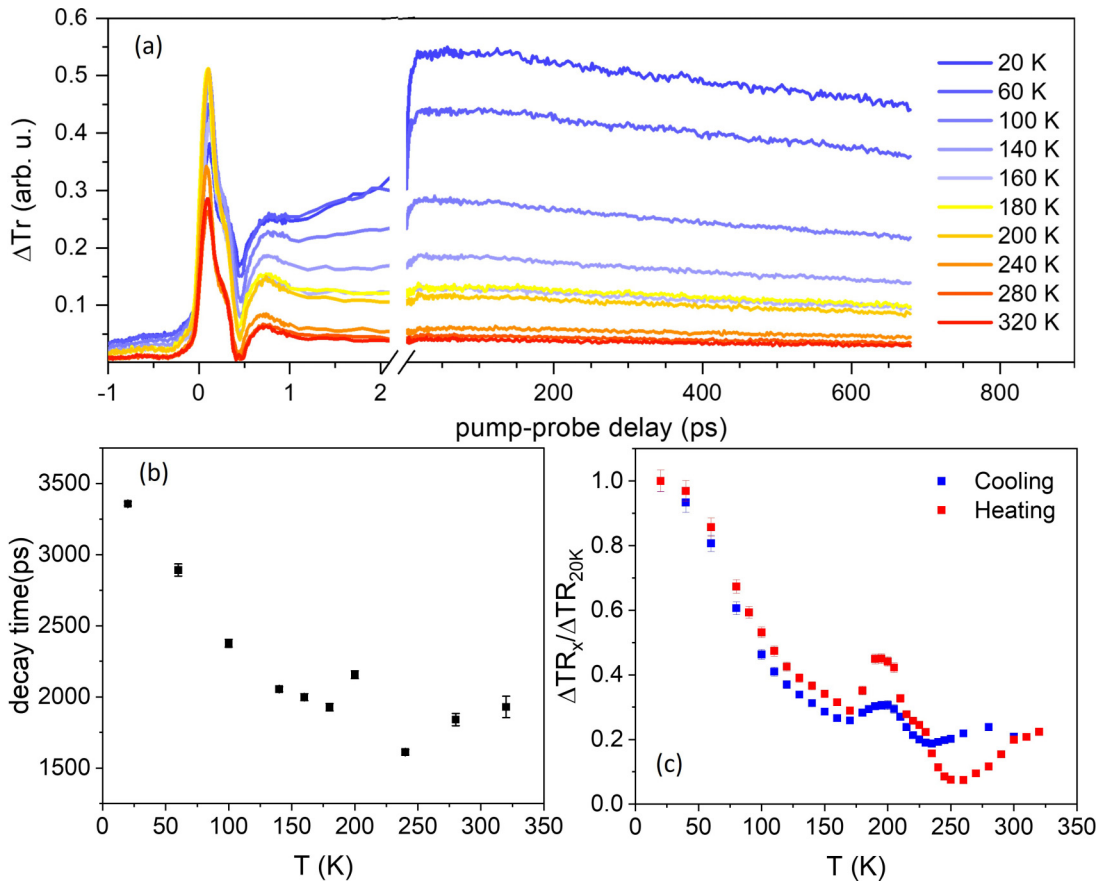 (a)
ΔTr (arb. u.)
0.6
0.5
0.4
0.3
0.2
0.1
-1 0 1 2 200 400 600 800
pump-probe delay (ps)
20 K
60 K
100 K
140 K
160 K
180 K
200 K
240 K
280 K
320 K
(b)
decay time(ps)
3500
3000
2500
2000
1500
0 50 100 150 200 250 300 350
T (K)
(c)
ΔTR_x/ΔTR_20K
1.0
0.8
0.6
0.4
0.2
0.0
Cooling
Heating
0 50 100 150 200 250 300 350
T (K)